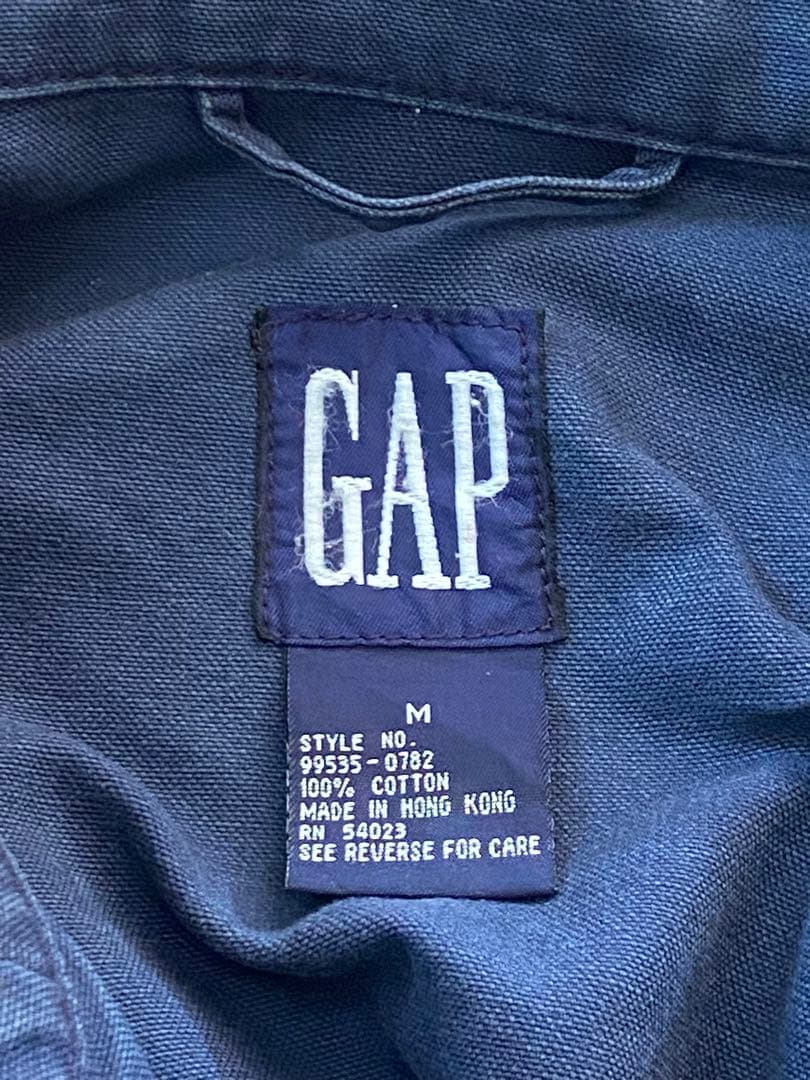 GAP
M
STYLE NO.
99535-0782
100% COTTON
MADE IN HONG KONG
RN 54023
SEE REVERSE FOR CARE